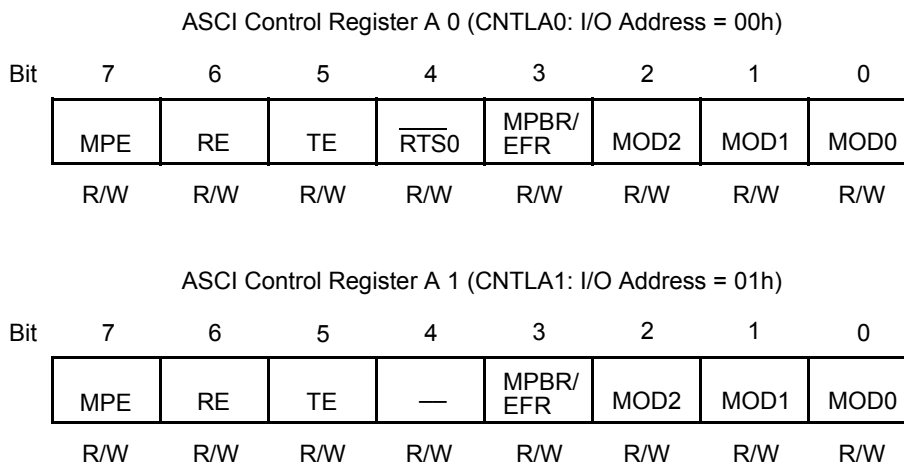 ASCI Control Register A 0 (CNTLA0: I/O Address = 00h)
Bit 7 6 5 4 3 2 1 0
MPE RE TE R̅T̅S̅0 MPBR/EFR MOD2 MOD1 MOD0
R/W R/W R/W R/W R/W R/W R/W R/W
ASCI Control Register A 1 (CNTLA1: I/O Address = 01h)
Bit 7 6 5 4 3 2 1 0
MPE RE TE — MPBR/EFR MOD2 MOD1 MOD0
R/W R/W R/W R/W R/W R/W R/W R/W